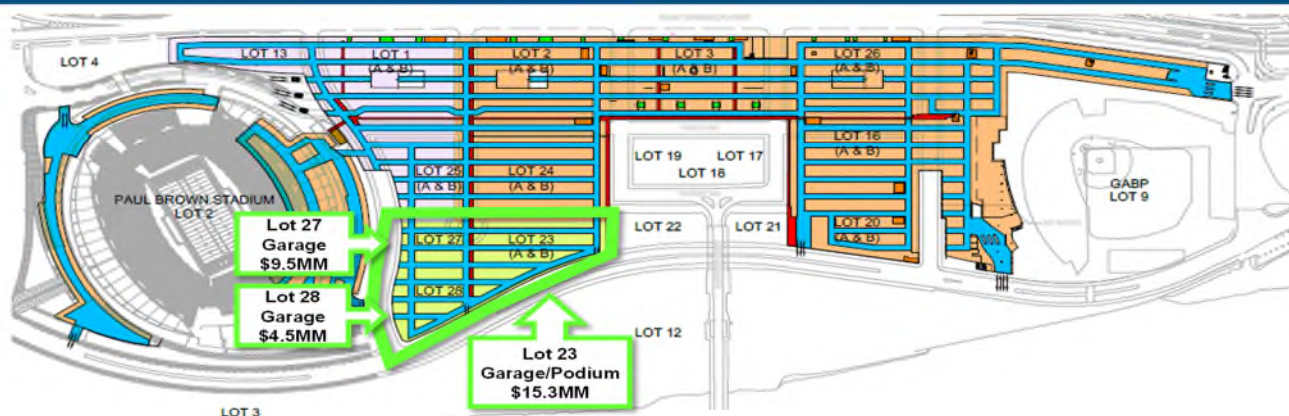 LOT 4
LOT 13
LOT 1
(A & B)
LOT 2
(A & B)
LOT 3
(A & B)
LOT 26
(A & B)
LOT 16
(A & B)
LOT 19
LOT 17
LOT 18
LOT 25
(A & B)
LOT 24
(A & B)
PAUL BROWN STADIUM
LOT 2
GABP
LOT 9
LOT 27
LOT 23
(A & B)
LOT 22
LOT 21
LOT 20
(A & B)
LOT 28
Lot 27
Garage
$9.5MM
Lot 28
Garage
$4.5MM
Lot 23
Garage/Podium
$15.3MM
LOT 12
LOT 3